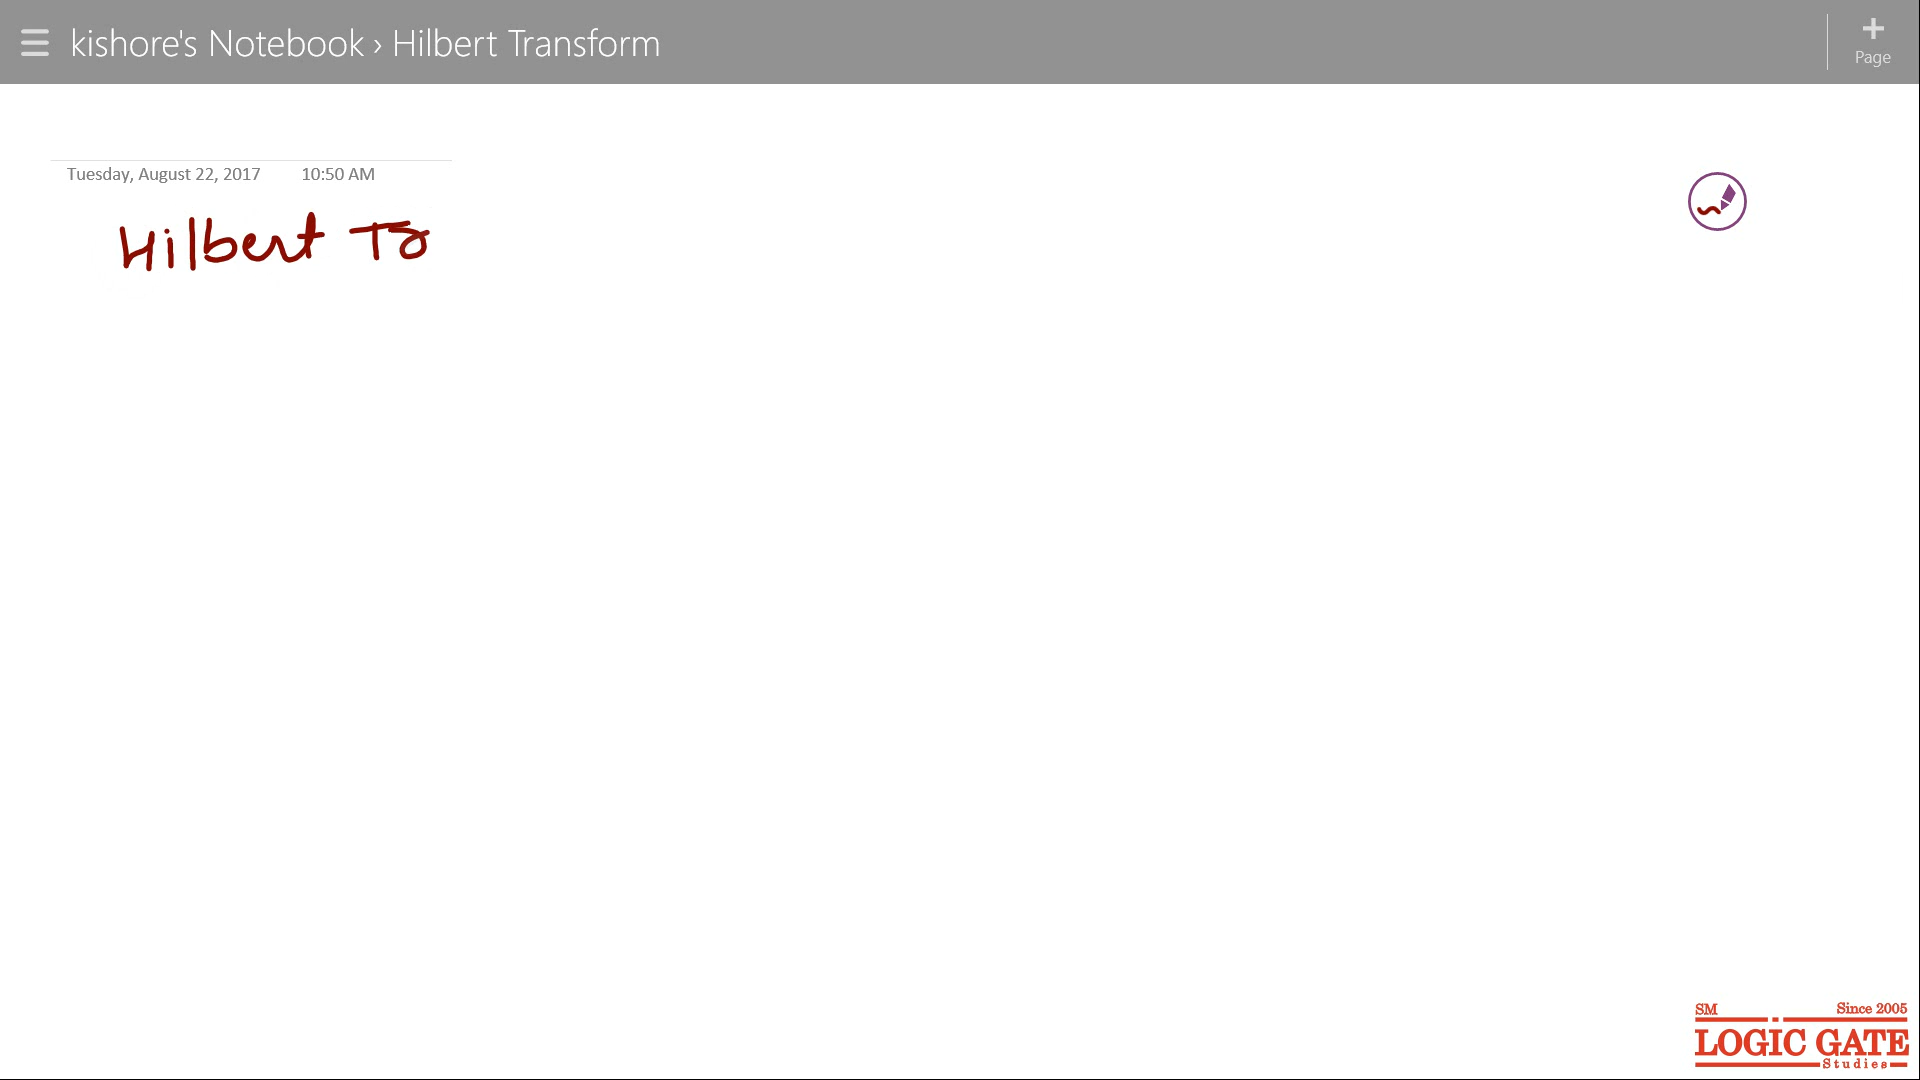 kishore's Notebook › Hilbert Transform
Page
Tuesday, August 22, 2017 10:50 AM
Hilbert Tr
SM Since 2005
LOGIC GATE
Studies